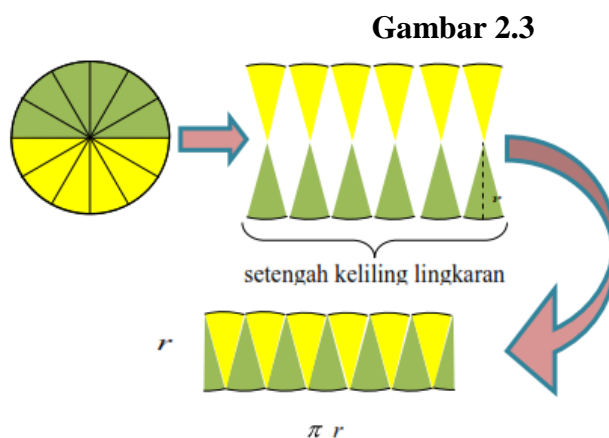 Gambar 2.3
r
setengah keliling lingkaran
r
π r